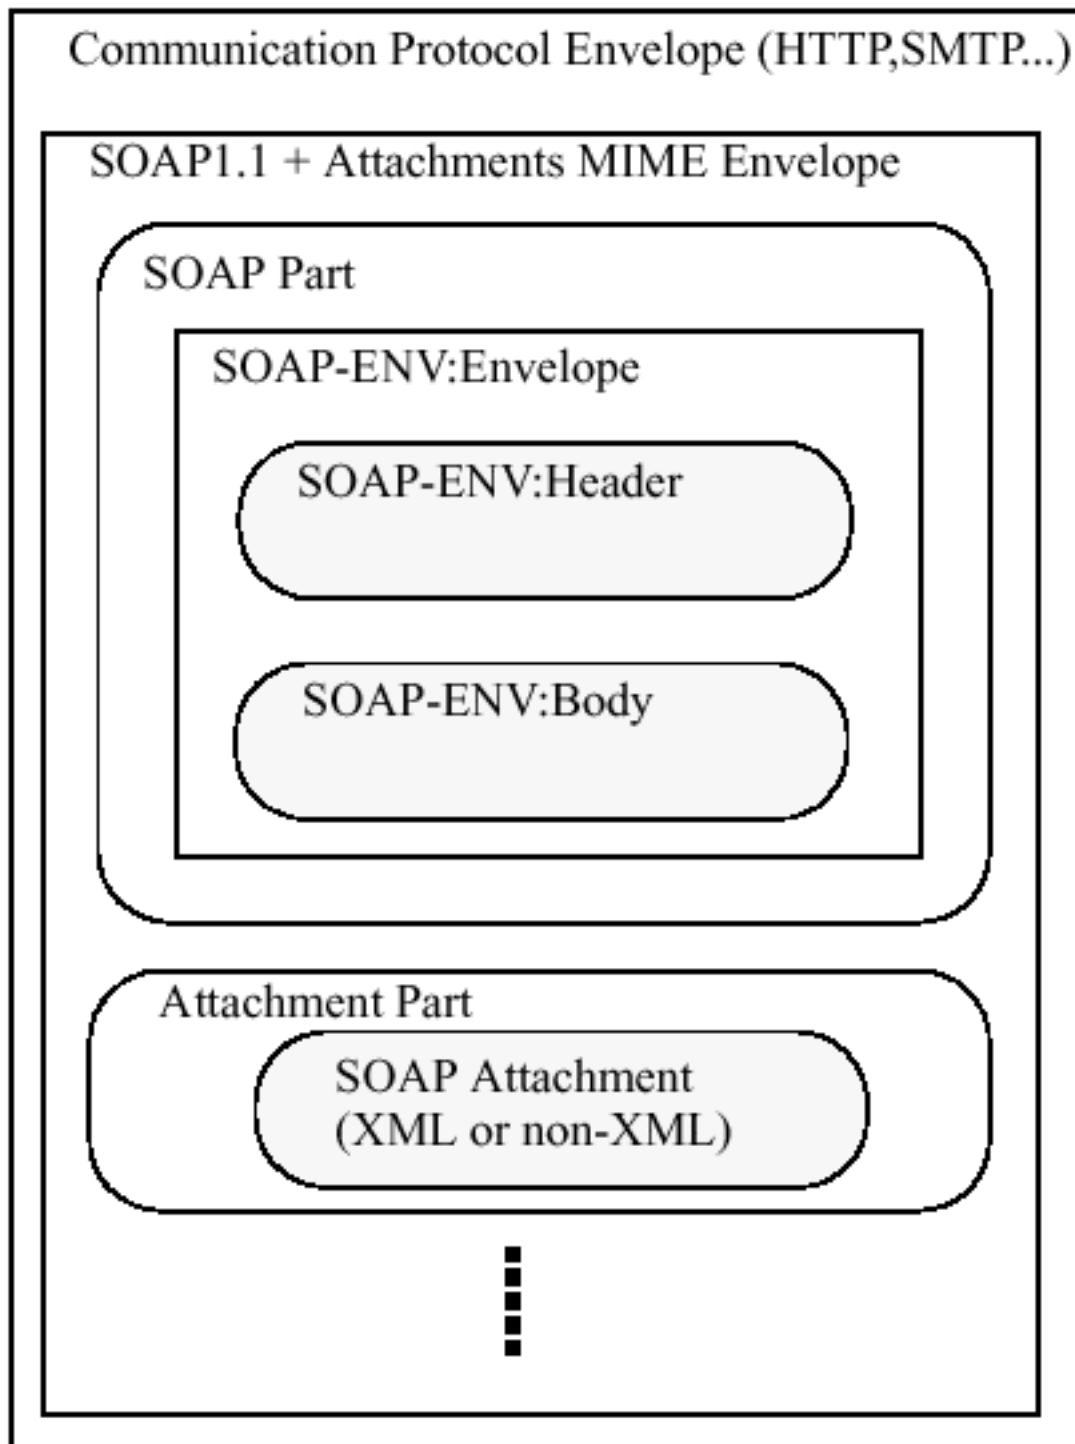 Communication Protocol Envelope (HTTP,SMTP...)
SOAP1.1 + Attachments MIME Envelope
SOAP Part
SOAP-ENV:Envelope
SOAP-ENV:Header
SOAP-ENV:Body
Attachment Part
SOAP Attachment
(XML or non-XML)